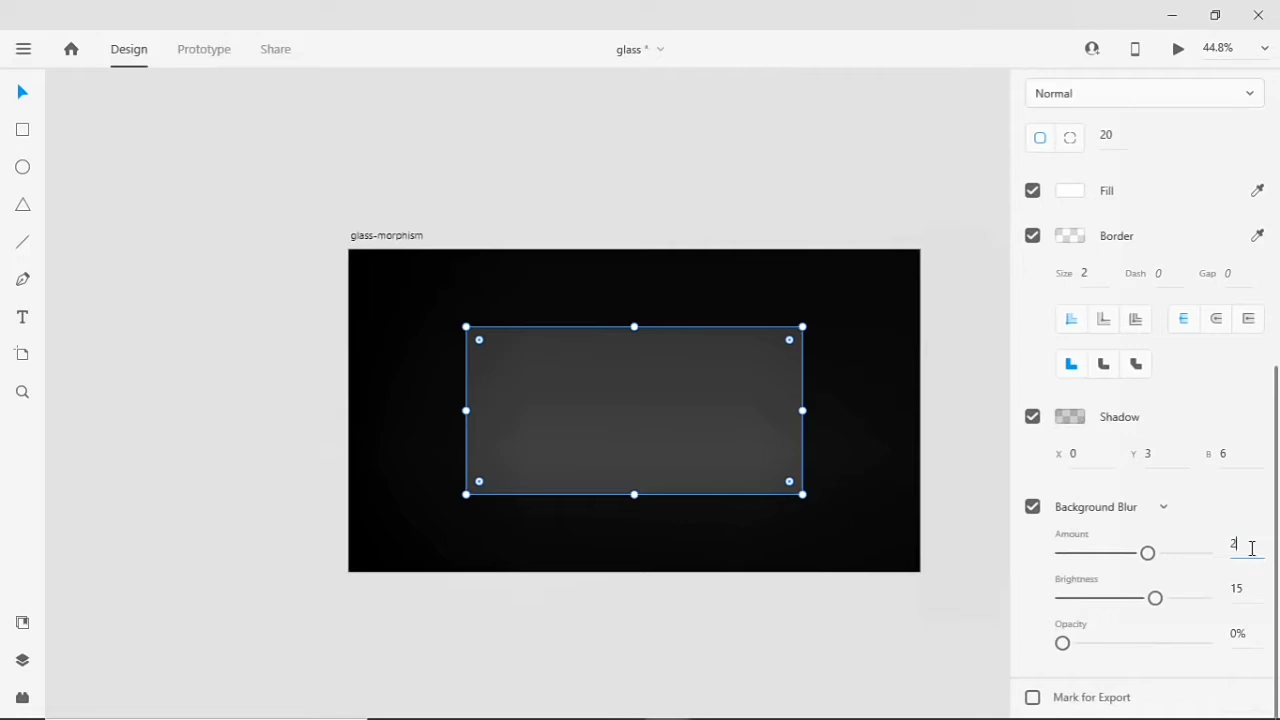 Design
Prototype
Share
glass *
44.8%
Normal
20
Fill
glass-morphism
Border
Size 2 Dash 0 Gap 0
Shadow
X 0 Y 3 B 6
Background Blur
Amount
2
Brightness
15
Opacity
0%
Mark for Export